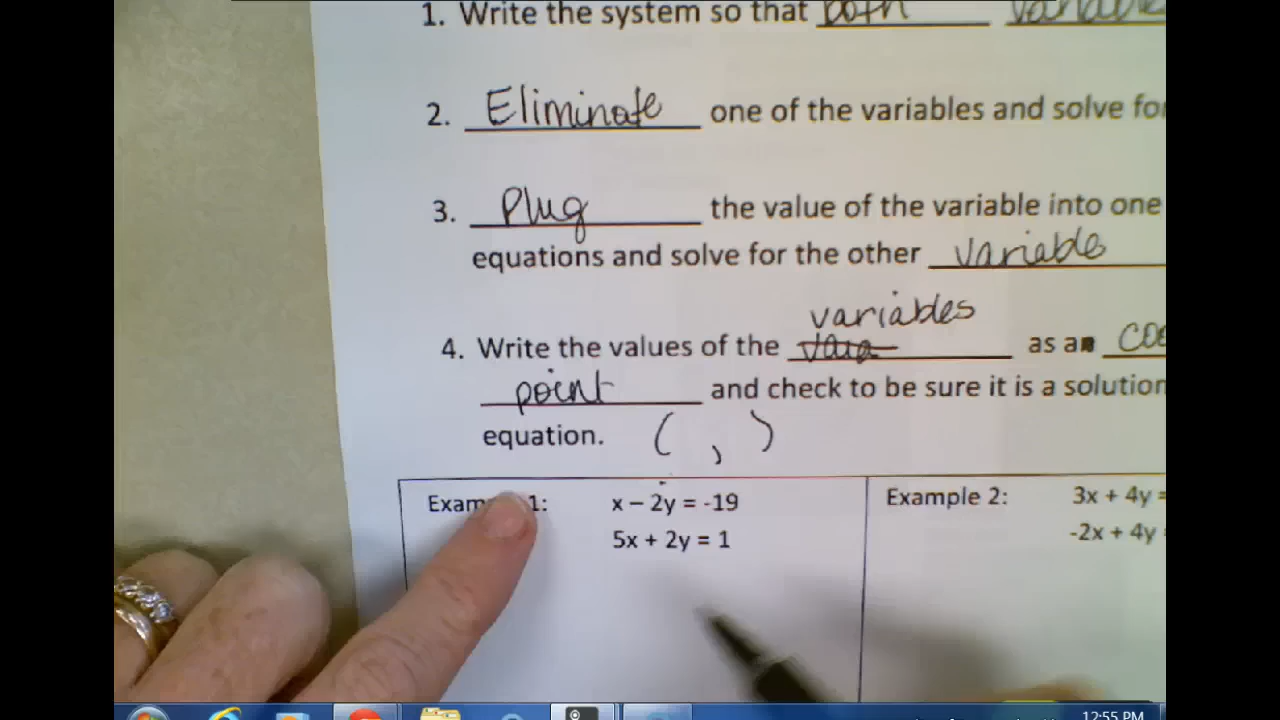 1. Write the system so that both
2. Eliminate one of the variables and solve
3. Plug the value of the variable into one
equations and solve for the other variable
variables
4. Write the values of the as a
point and check to be sure it is a solution
equation. ( , )
Example 1: x – 2y = -19 Example 2: 3x + 4y =
5x + 2y = 1 -2x + 4y
12:55 PM